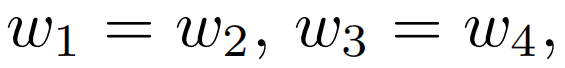 w₁ = w₂, w₃ = w₄,